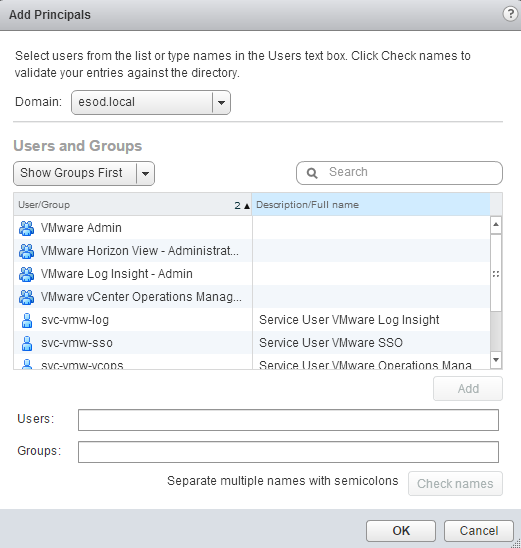 Add Principals
?
Select users from the list or type names in the Users text box. Click Check names to
validate your entries against the directory.
Domain: esod.local
Users and Groups
Show Groups First
Search
User/Group 2 ▲ Description/Full name
VMware Admin
VMware Horizon View - Administrat...
VMware Log Insight - Admin
VMware vCenter Operations Manag...
svc-vmw-log Service User VMware Log Insight
svc-vmw-sso Service User VMware SSO
svc-vmw-vcops Service User VMware Operations Mana
Add
Users:
Groups:
Separate multiple names with semicolons Check names
OK Cancel